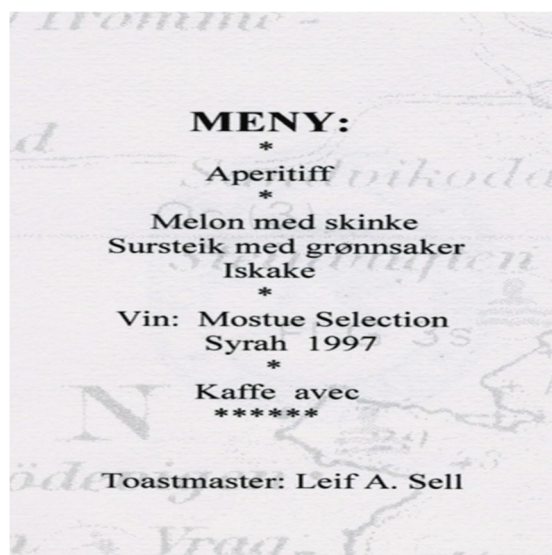 MENY:
*
Aperitiff
*
Melon med skinke
Sursteik med grønnsaker
Iskake
*
Vin: Mostue Selection
Syrah 1997
*
Kaffe avec
******
Toastmaster: Leif A. Sell